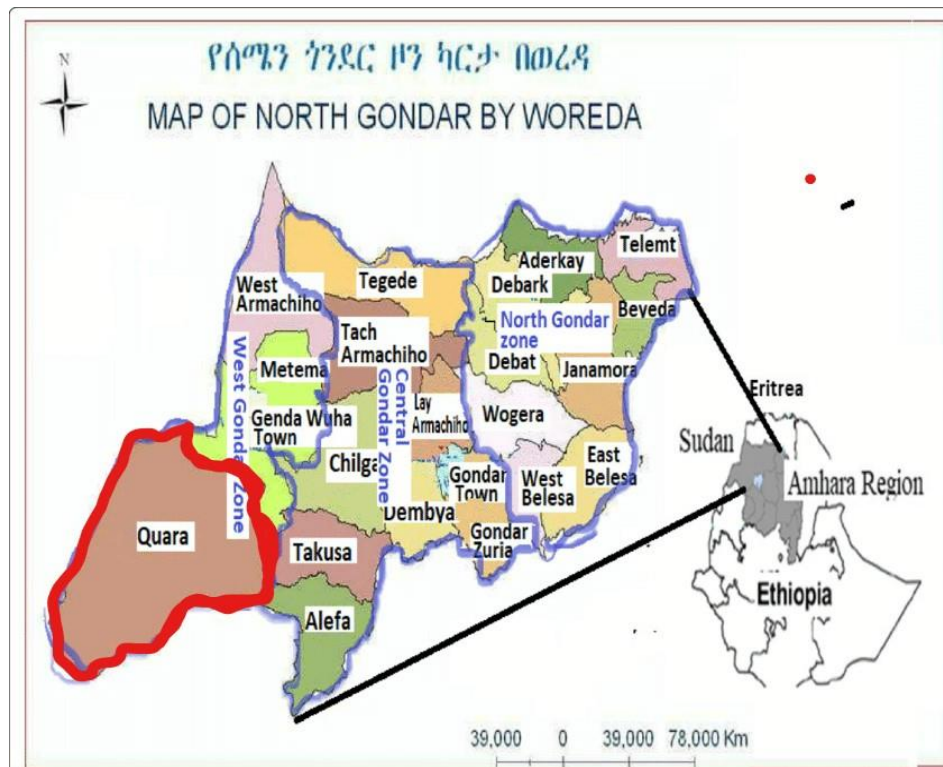 N
የሰሜን ጎንደር ዞን ካርታ በወረዳ
MAP OF NORTH GONDAR BY WOREDA
Telemt
Aderkay
Tegede
Debark
West
Armachiho
Beyeda
North Gondar
zone
Tach
Armachiho
Debat
Janamora
Metema
West Gondar Zone
Central
Gondar Zone
Eritrea
Lay
Armachiho
Wogera
Genda Wuha
Town
Sudan
Chilga
Gondar
Town
West
Belesa
East
Belesa
Amhara Region
Dembya
Quara
Takusa
Gondar
Zuria
Ethiopia
Alefa
39,000 0 39,000 78,000 Km